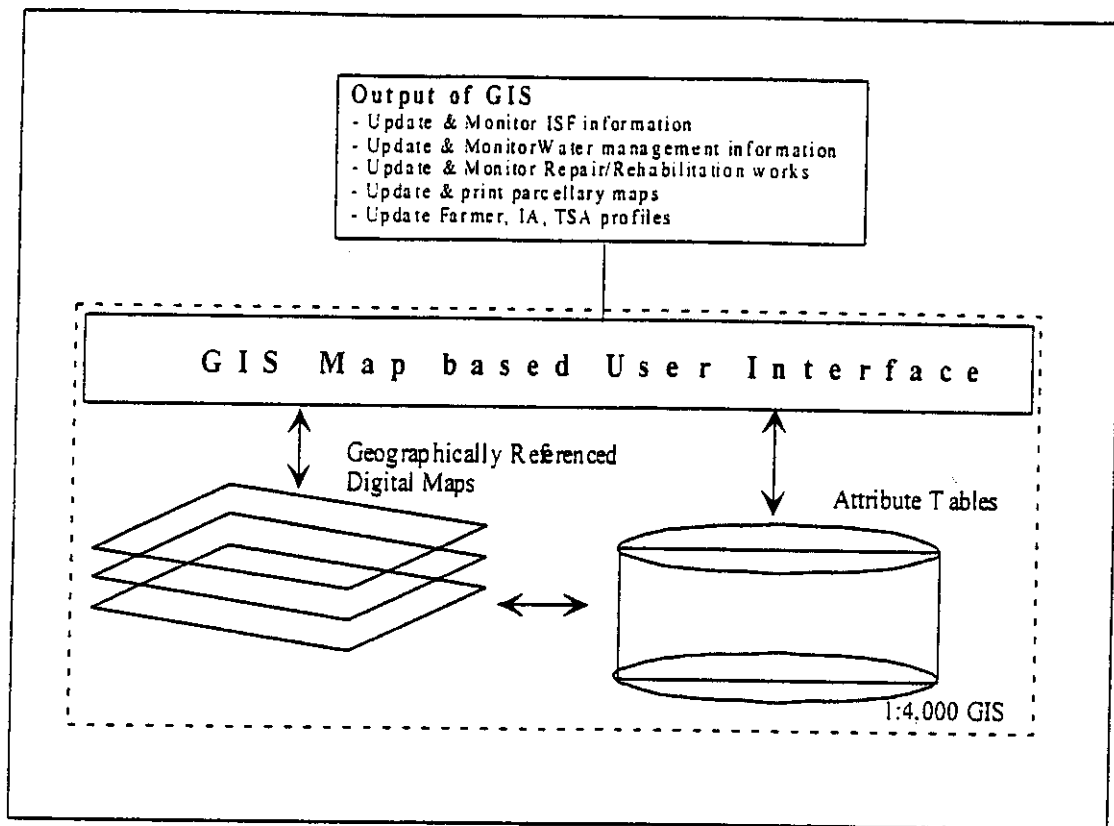 Output of GIS
- Update & Monitor ISF information
- Update & MonitorWater management information
- Update & Monitor Repair/Rehabilitation works
- Update & print parcellary maps
- Update Farmer, IA, TSA profiles
GIS Map based User Interface
Geographically Referenced
Digital Maps
Attribute Tables
1:4,000 GIS